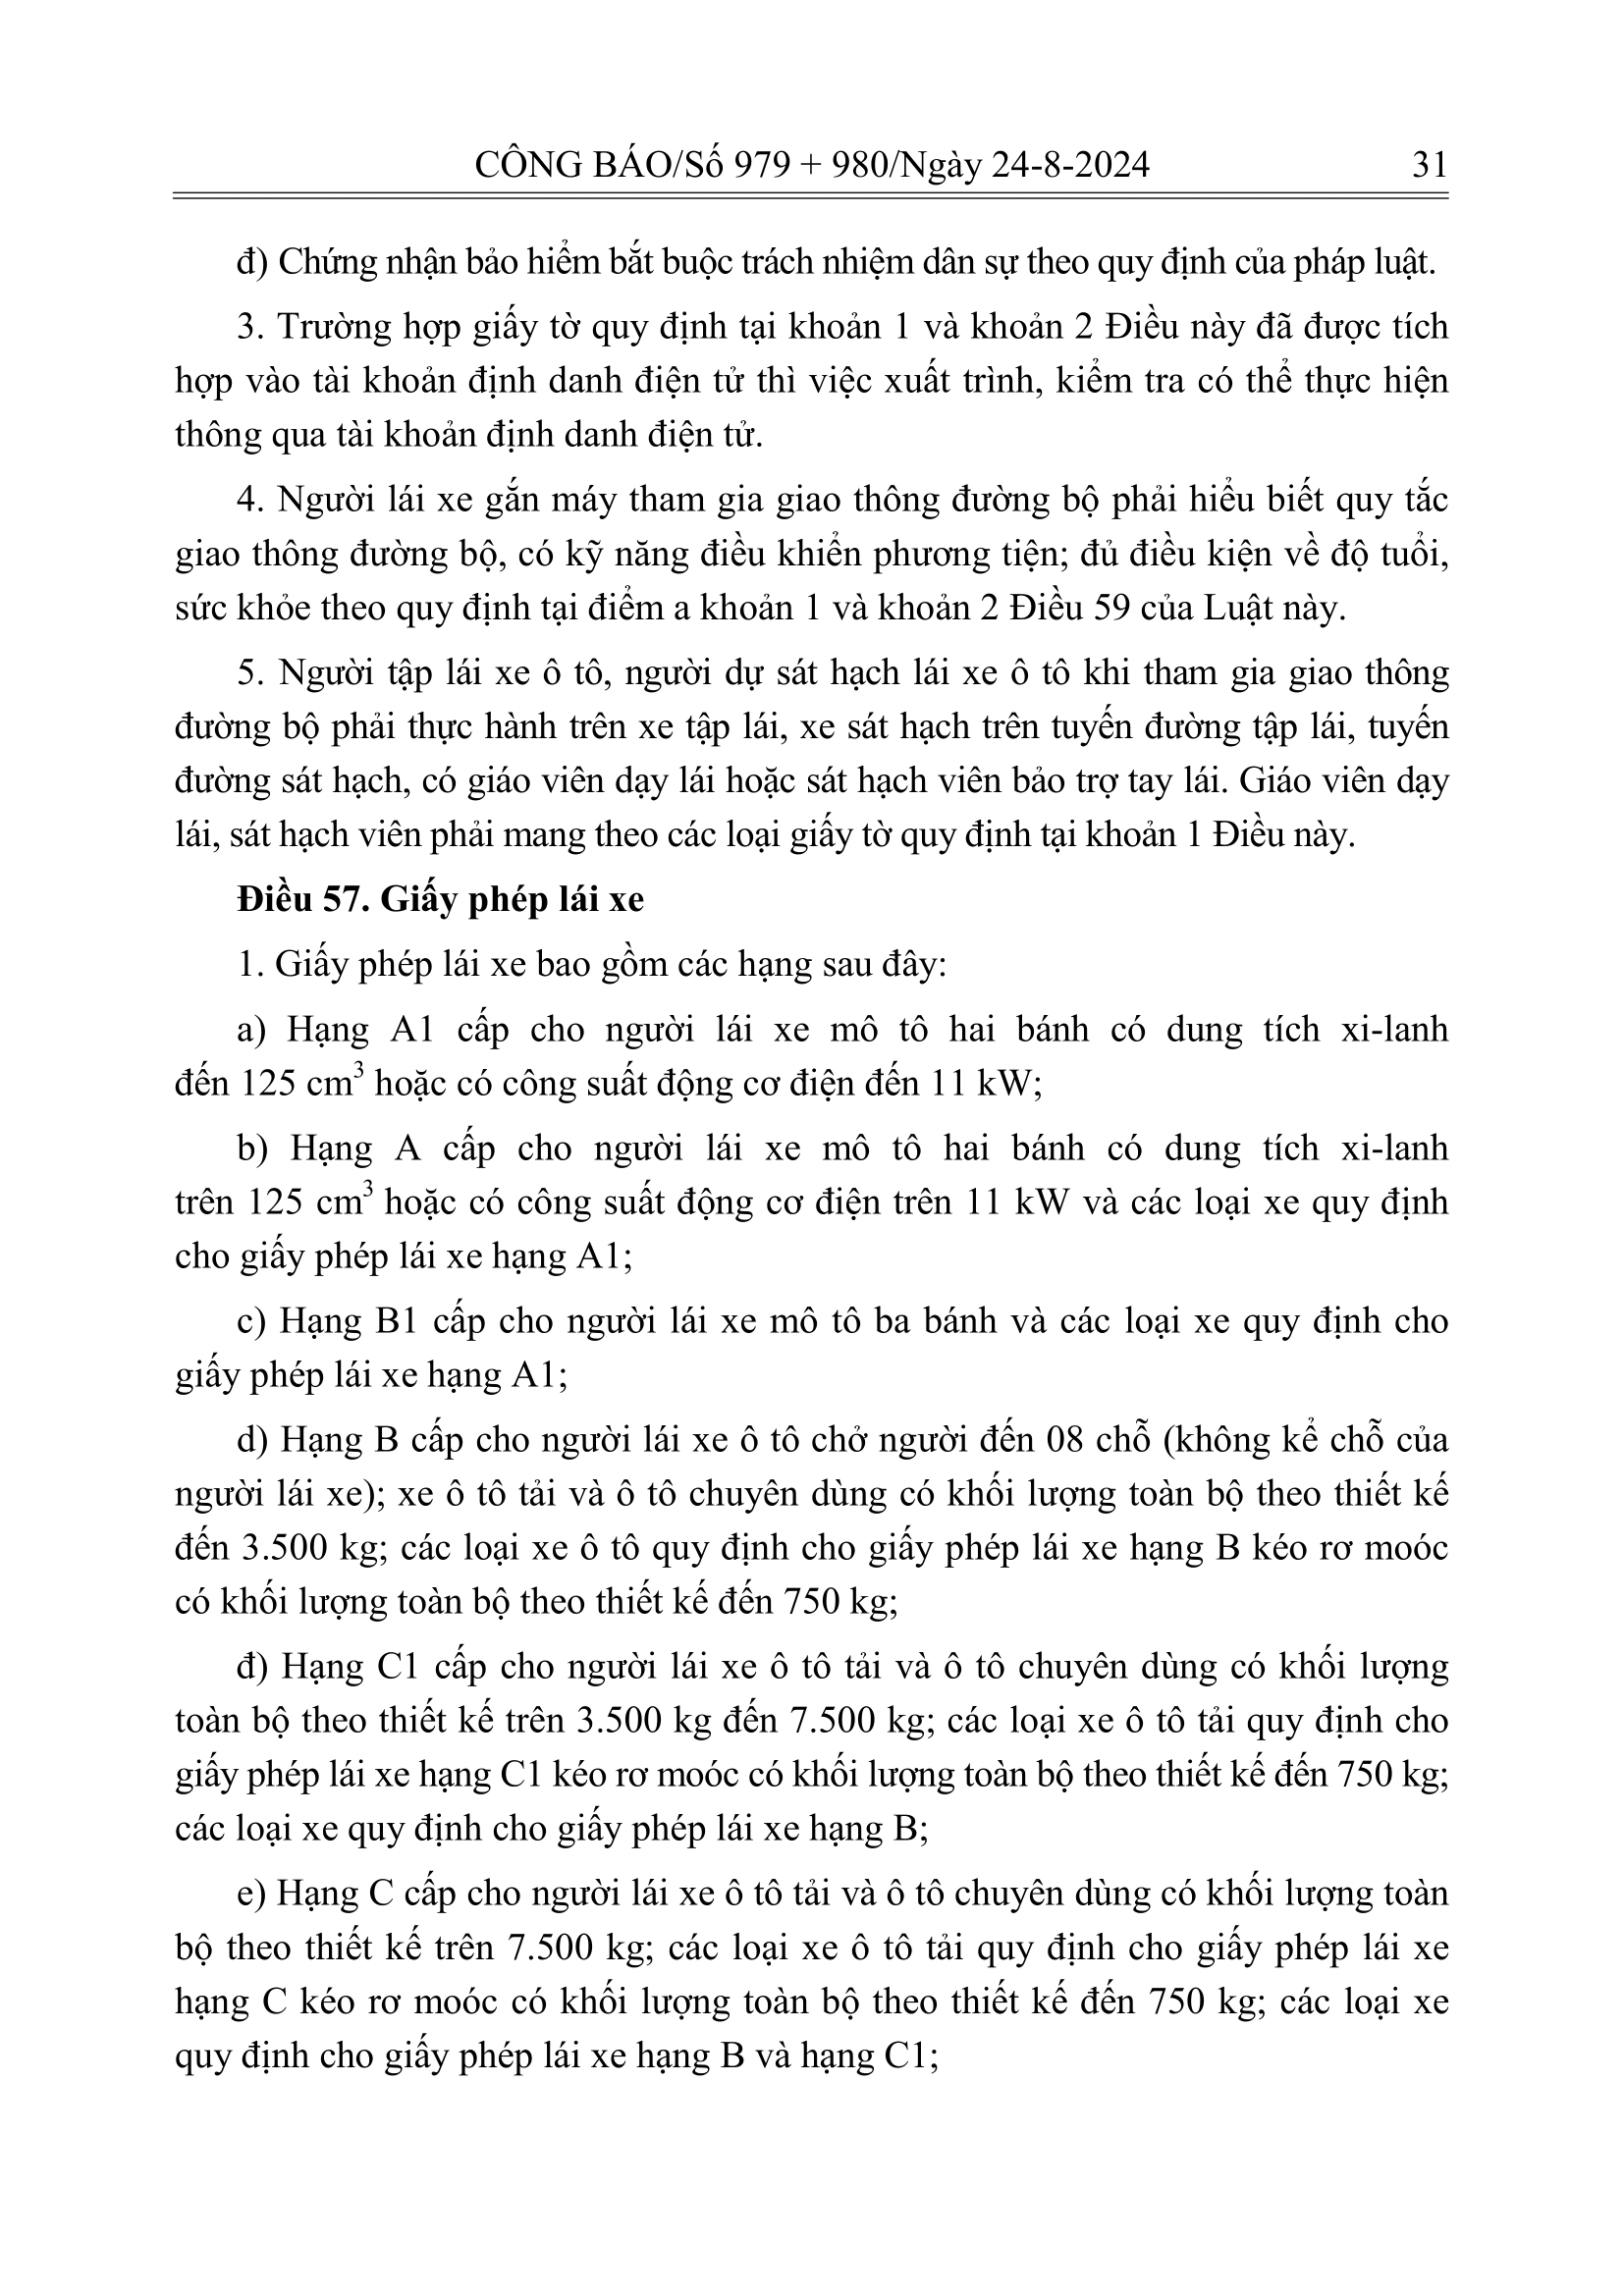 CÔNG BÁO/Số 979 + 980/Ngày 24-8-2024 31
đ) Chứng nhận bảo hiểm bắt buộc trách nhiệm dân sự theo quy định của pháp luật.
3. Trường hợp giấy tờ quy định tại khoản 1 và khoản 2 Điều này đã được tích
hợp vào tài khoản định danh điện tử thì việc xuất trình, kiểm tra có thể thực hiện
thông qua tài khoản định danh điện tử.
4. Người lái xe gắn máy tham gia giao thông đường bộ phải hiểu biết quy tắc
giao thông đường bộ, có kỹ năng điều khiển phương tiện; đủ điều kiện về độ tuổi,
sức khỏe theo quy định tại điểm a khoản 1 và khoản 2 Điều 59 của Luật này.
5. Người tập lái xe ô tô, người dự sát hạch lái xe ô tô khi tham gia giao thông
đường bộ phải thực hành trên xe tập lái, xe sát hạch trên tuyến đường tập lái, tuyến
đường sát hạch, có giáo viên dạy lái hoặc sát hạch viên bảo trợ tay lái. Giáo viên dạy
lái, sát hạch viên phải mang theo các loại giấy tờ quy định tại khoản 1 Điều này.
Điều 57. Giấy phép lái xe
1. Giấy phép lái xe bao gồm các hạng sau đây:
a) Hạng A1 cấp cho người lái xe mô tô hai bánh có dung tích xi-lanh
đến 125 cm³ hoặc có công suất động cơ điện đến 11 kW;
b) Hạng A cấp cho người lái xe mô tô hai bánh có dung tích xi-lanh
trên 125 cm³ hoặc có công suất động cơ điện trên 11 kW và các loại xe quy định
cho giấy phép lái xe hạng A1;
c) Hạng B1 cấp cho người lái xe mô tô ba bánh và các loại xe quy định cho
giấy phép lái xe hạng A1;
d) Hạng B cấp cho người lái xe ô tô chở người đến 08 chỗ (không kể chỗ của
người lái xe); xe ô tô tải và ô tô chuyên dùng có khối lượng toàn bộ theo thiết kế
đến 3.500 kg; các loại xe ô tô quy định cho giấy phép lái xe hạng B kéo rơ moóc
có khối lượng toàn bộ theo thiết kế đến 750 kg;
đ) Hạng C1 cấp cho người lái xe ô tô tải và ô tô chuyên dùng có khối lượng
toàn bộ theo thiết kế trên 3.500 kg đến 7.500 kg; các loại xe ô tô tải quy định cho
giấy phép lái xe hạng C1 kéo rơ moóc có khối lượng toàn bộ theo thiết kế đến 750 kg;
các loại xe quy định cho giấy phép lái xe hạng B;
e) Hạng C cấp cho người lái xe ô tô tải và ô tô chuyên dùng có khối lượng toàn
bộ theo thiết kế trên 7.500 kg; các loại xe ô tô tải quy định cho giấy phép lái xe
hạng C kéo rơ moóc có khối lượng toàn bộ theo thiết kế đến 750 kg; các loại xe
quy định cho giấy phép lái xe hạng B và hạng C1;